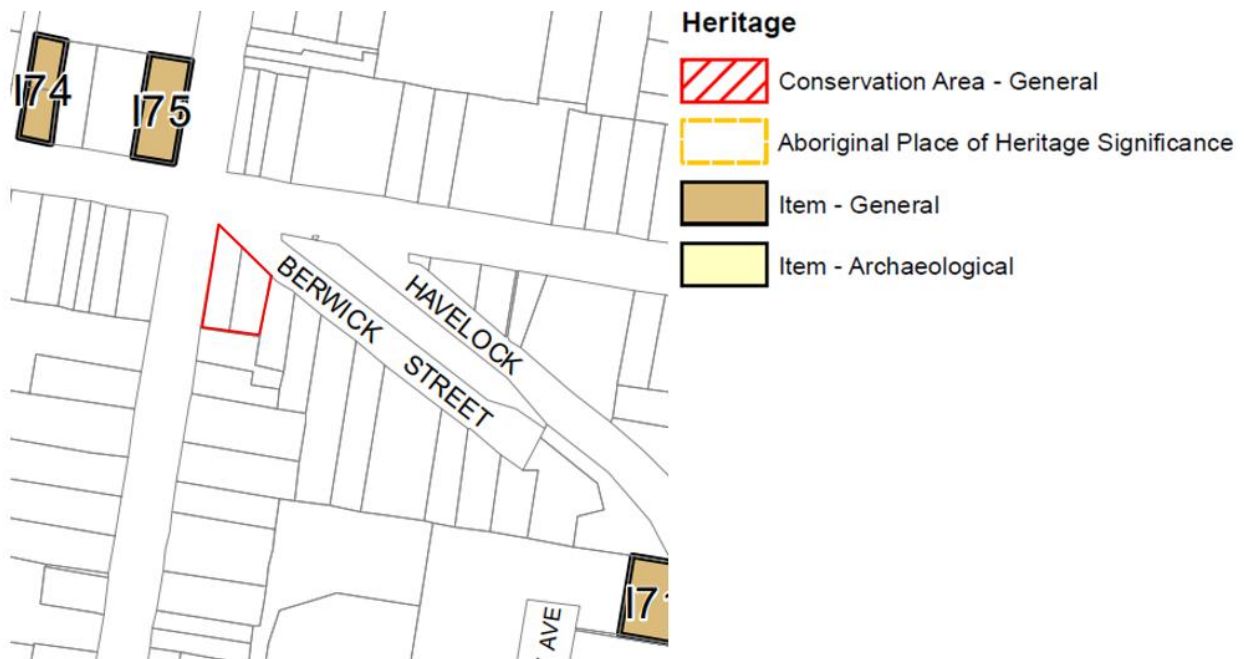 I74
I75
BERWICK STREET
HAVELOCK
AVE
Heritage
Conservation Area - General
Aboriginal Place of Heritage Significance
Item - General
Item - Archaeological